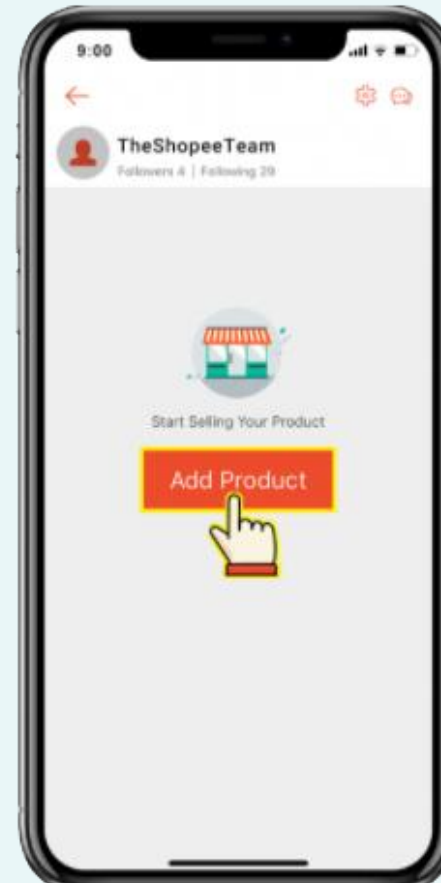 9:00
TheShopeeTeam
Followers 4 | Following 29
Start Selling Your Product
Add Product